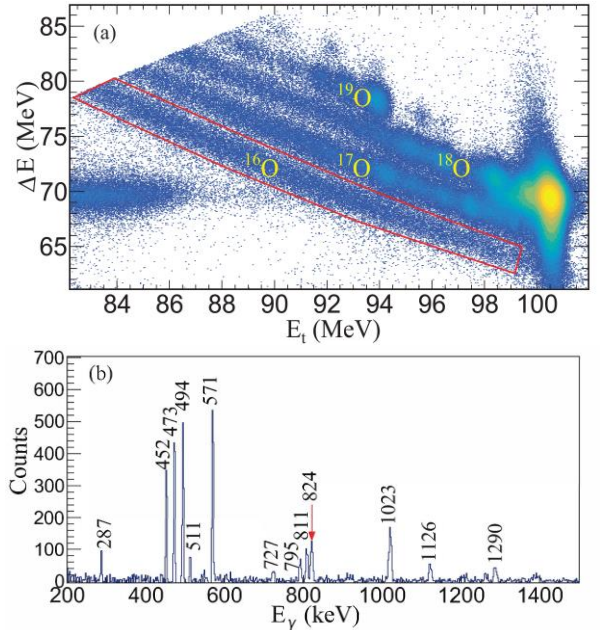 (a)
85
80
75
70
65
ΔE (MeV)
¹⁹O
¹⁶O
¹⁷O
¹⁸O
84 86 88 90 92 94 96 98 100
Eₜ (MeV)
(b)
700
600
500
400
300
200
100
0
Counts
287
452
473
494
511
571
727
795
811
824
1023
1126
1290
200 400 600 800 1000 1200 1400
Eᵧ (keV)